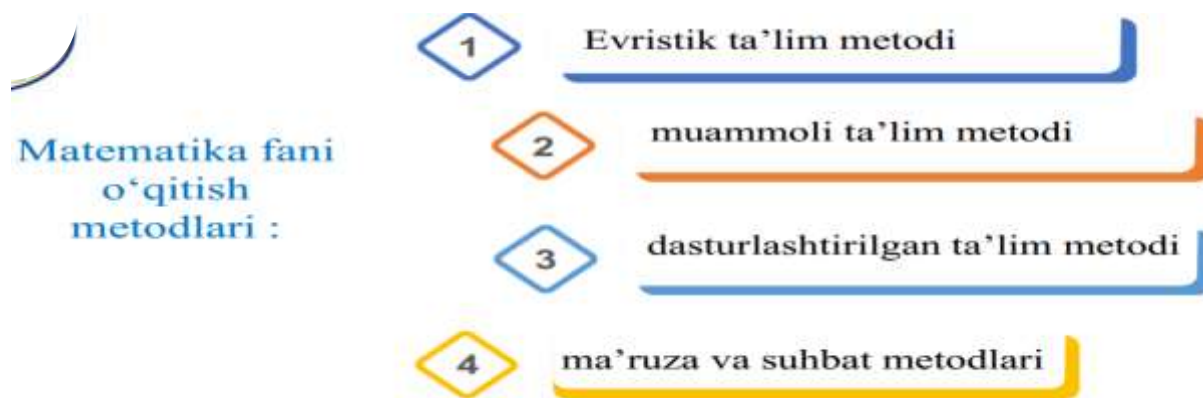 Matematika fani
o‘qitish
metodlari :
1
Evristik ta’lim metodi
2
muammoli ta’lim metodi
3
dasturlashtirilgan ta’lim metodi
4
ma’ruza va suhbat metodlari